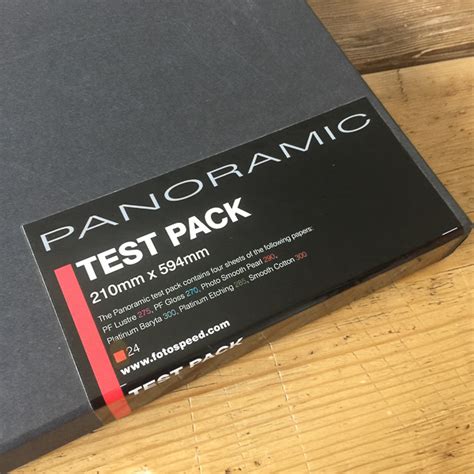 PANORAMIC
TEST PACK
210mm x 594mm
The Panoramic test pack contains four sheets of the following papers:
PF Lustre 275, PF Gloss 270, Photo Smooth Pearl 290,
Platinum Baryta 300, Platinum Etching 285, Smooth Cotton 300
24
www.fotospeed.com
TEST PACK